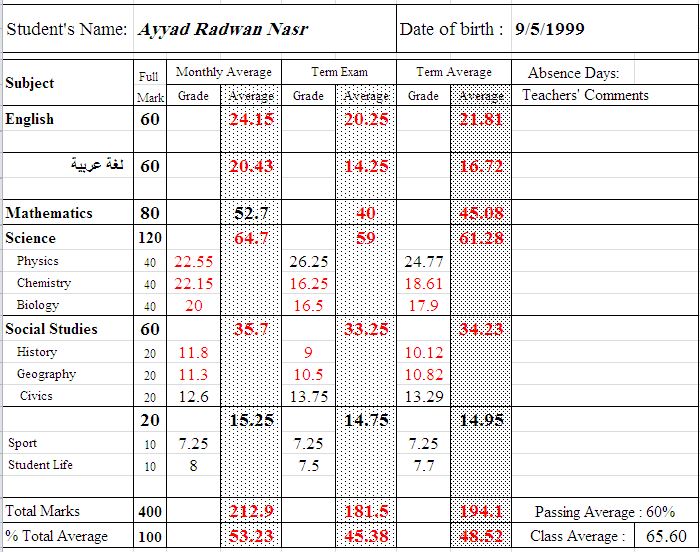 Student's Name: Ayyad Radwan Nasr Date of birth : 9/5/1999
Subject Full Mark Monthly Average Term Exam Term Average Absence Days:
Grade Average Grade Average Grade Average Teachers' Comments
English 60 24.15 20.25 21.81
لغة عربية 60 20.43 14.25 16.72
Mathematics 80 52.7 40 45.08
Science 120 64.7 59 61.28
Physics 40 22.55 26.25 24.77
Chemistry 40 22.15 16.25 18.61
Biology 40 20 16.5 17.9
Social Studies 60 35.7 33.25 34.23
History 20 11.8 9 10.12
Geography 20 11.3 10.5 10.82
Civics 20 12.6 13.75 13.29
20 15.25 14.75 14.95
Sport 10 7.25 7.25 7.25
Student Life 10 8 7.5 7.7
Total Marks 400 212.9 181.5 194.1 Passing Average : 60%
% Total Average 100 53.23 45.38 48.52 Class Average : 65.60